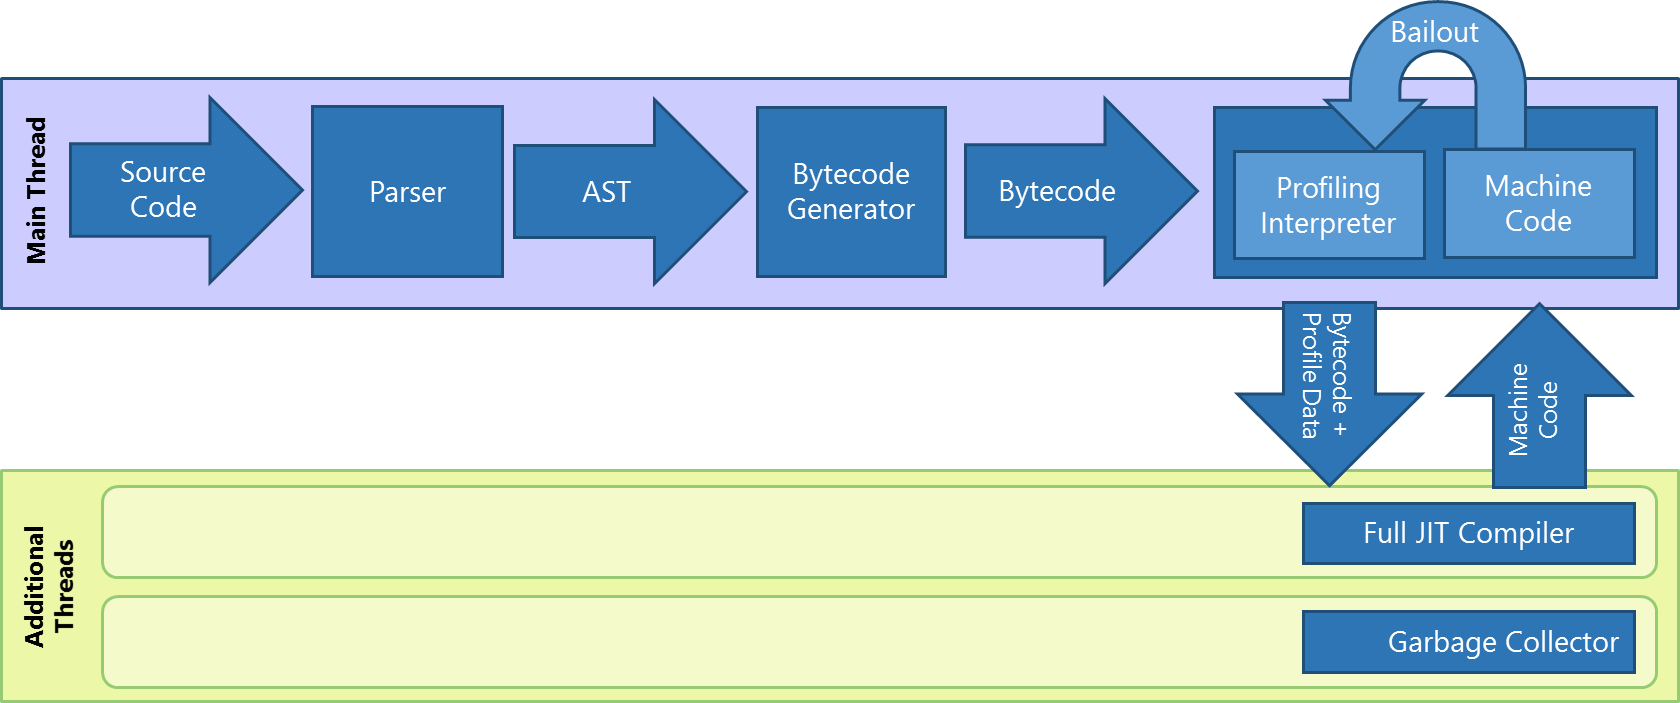 Bailout
Main Thread
Source
Code
Parser
AST
Bytecode
Generator
Bytecode
Profiling
Interpreter
Machine
Code
Bytecode +
Profile Data
Machine
Code
Additional
Threads
Full JIT Compiler
Garbage Collector